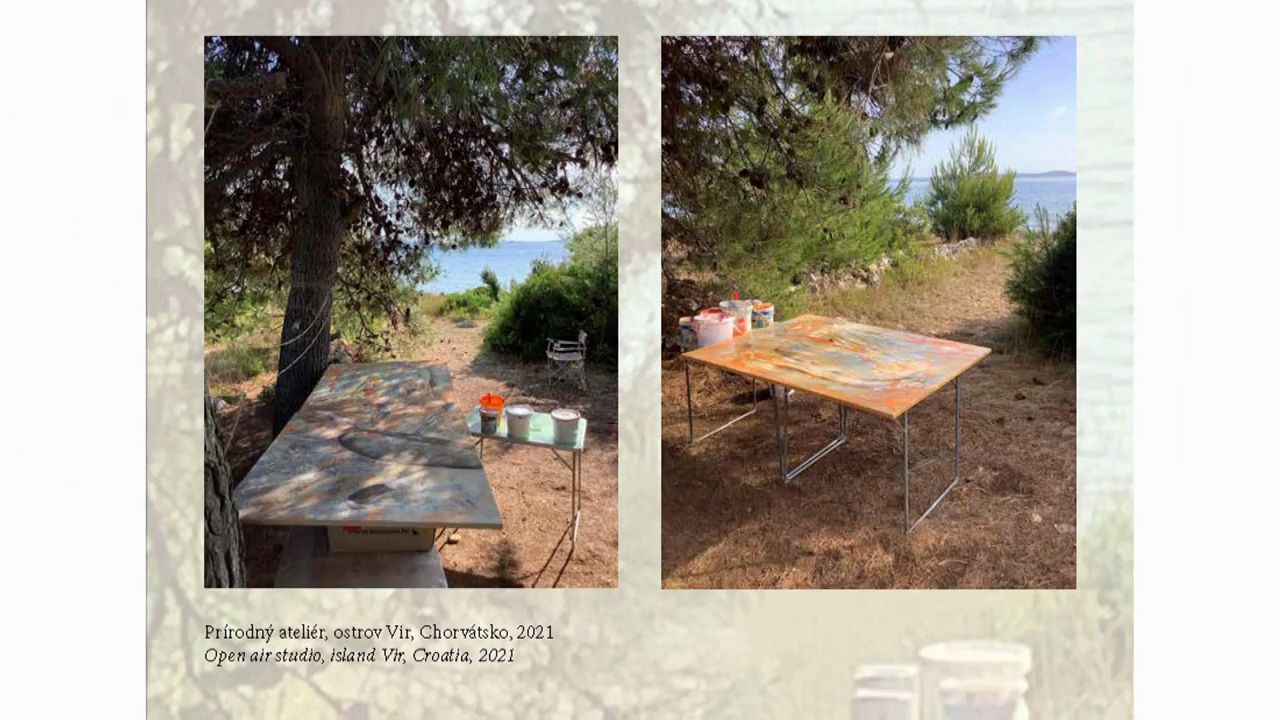 Prírodný ateliér, ostrov Vir, Chorvátsko, 2021
Open air studio, island Vir, Croatia, 2021